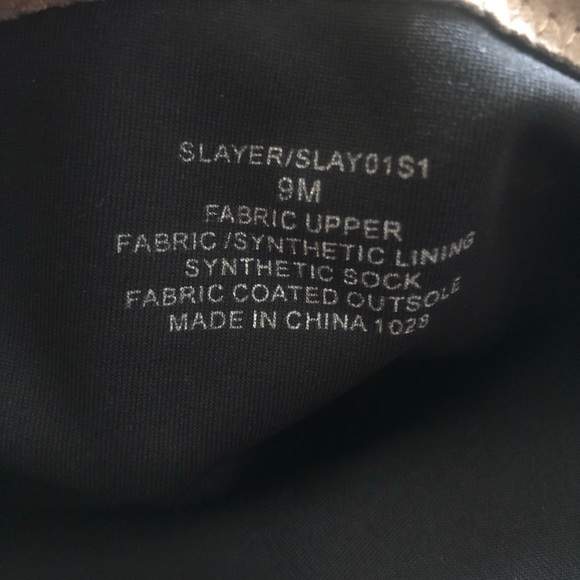 SLAYER/SLAY01S1
9M
FABRIC UPPER
FABRIC/SYNTHETIC LINING
SYNTHETIC SOCK
FABRIC COATED OUTSOLE
MADE IN CHINA 1028